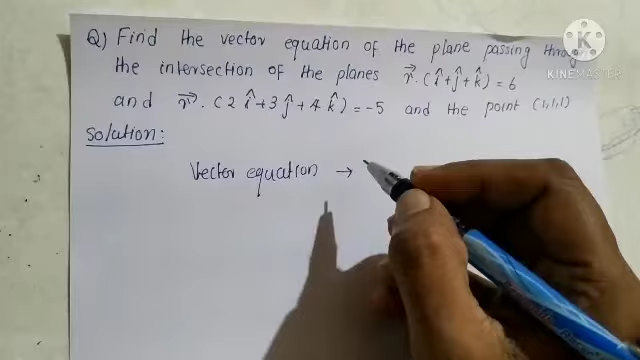 Q) Find the vector equation of the plane passing through
the intersection of the planes r⃗.(î+ĵ+k̂)=6
and r⃗.(2î+3ĵ+4k̂)=-5 and the point (1,1,1)
Solution:
Vector equation →
KINEMASTER